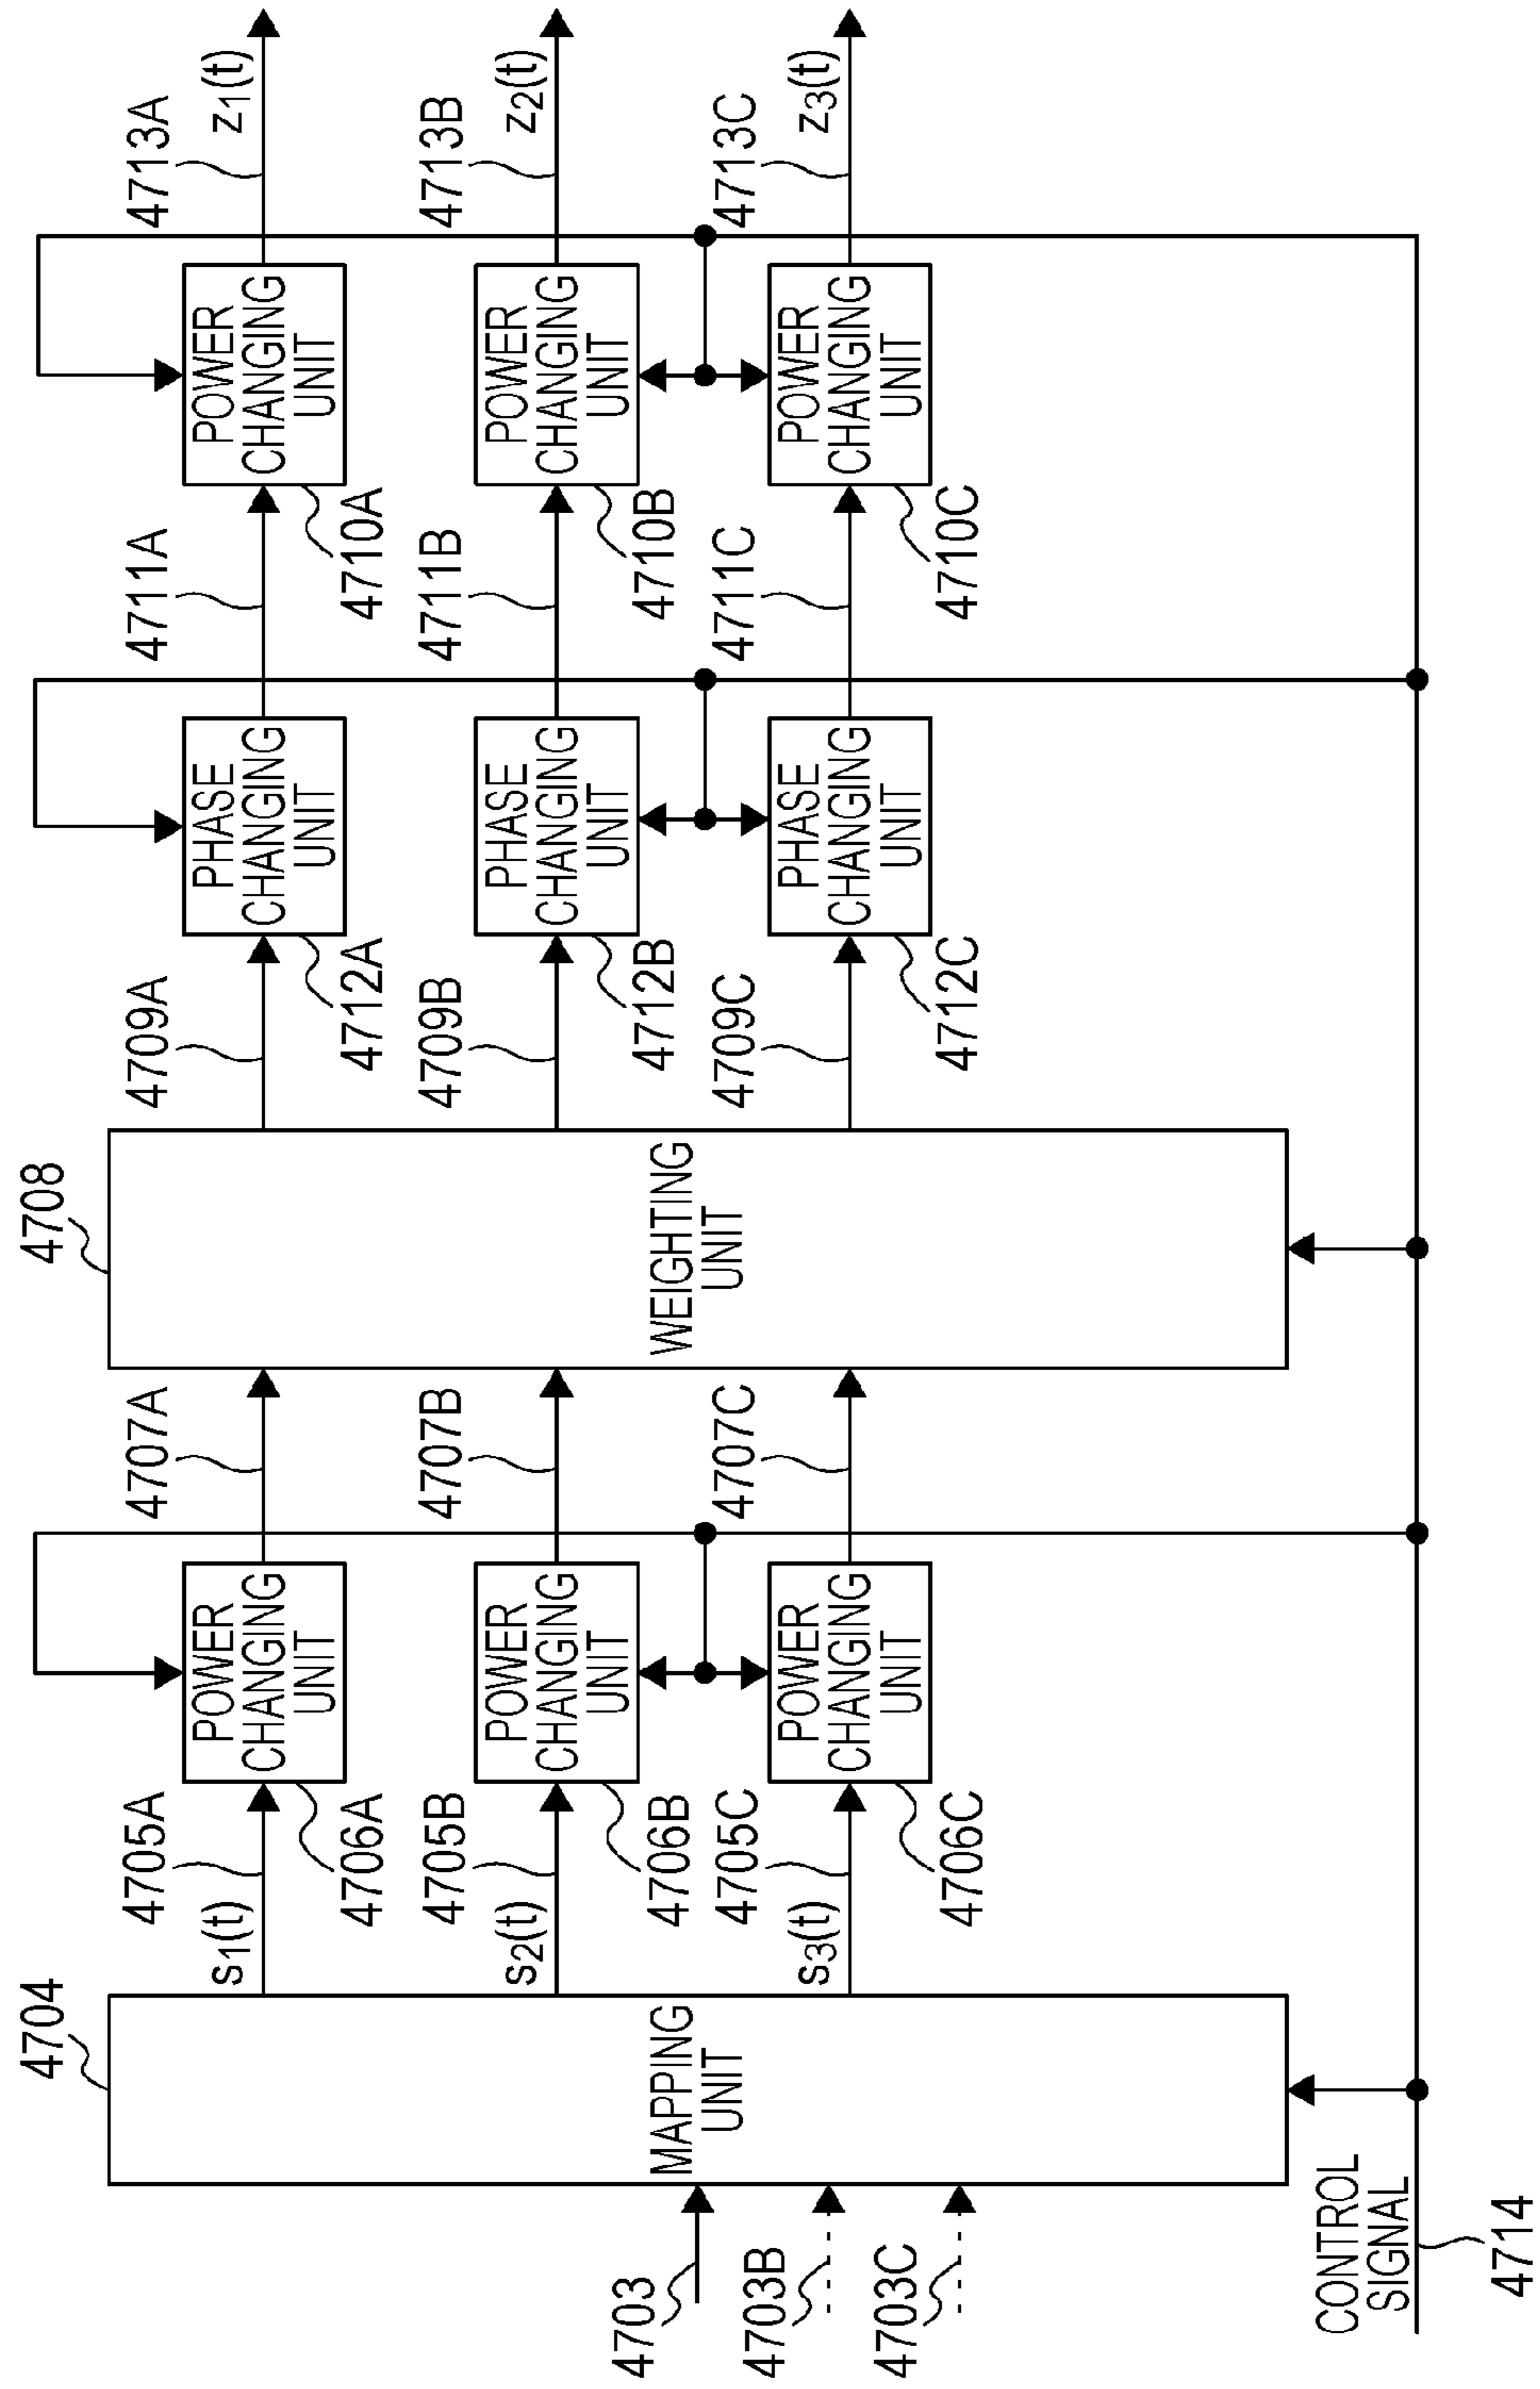 4704
4708
4705A
4707A
4709A
4711A
4713A
s1(t)
z1(t)
POWER
CHANGING
UNIT
PHASE
CHANGING
UNIT
POWER
CHANGING
UNIT
4706A
4712A
4710A
4705B
4707B
4709B
4711B
4713B
s2(t)
z2(t)
POWER
CHANGING
UNIT
PHASE
CHANGING
UNIT
POWER
CHANGING
UNIT
4703
MAPPING
UNIT
4706B
WEIGHTING
UNIT
4712B
4710B
4703B
4705C
4707C
4709C
4711C
4713C
s3(t)
z3(t)
POWER
CHANGING
UNIT
PHASE
CHANGING
UNIT
POWER
CHANGING
UNIT
4703C
4706C
4712C
4710C
CONTROL
SIGNAL
4714